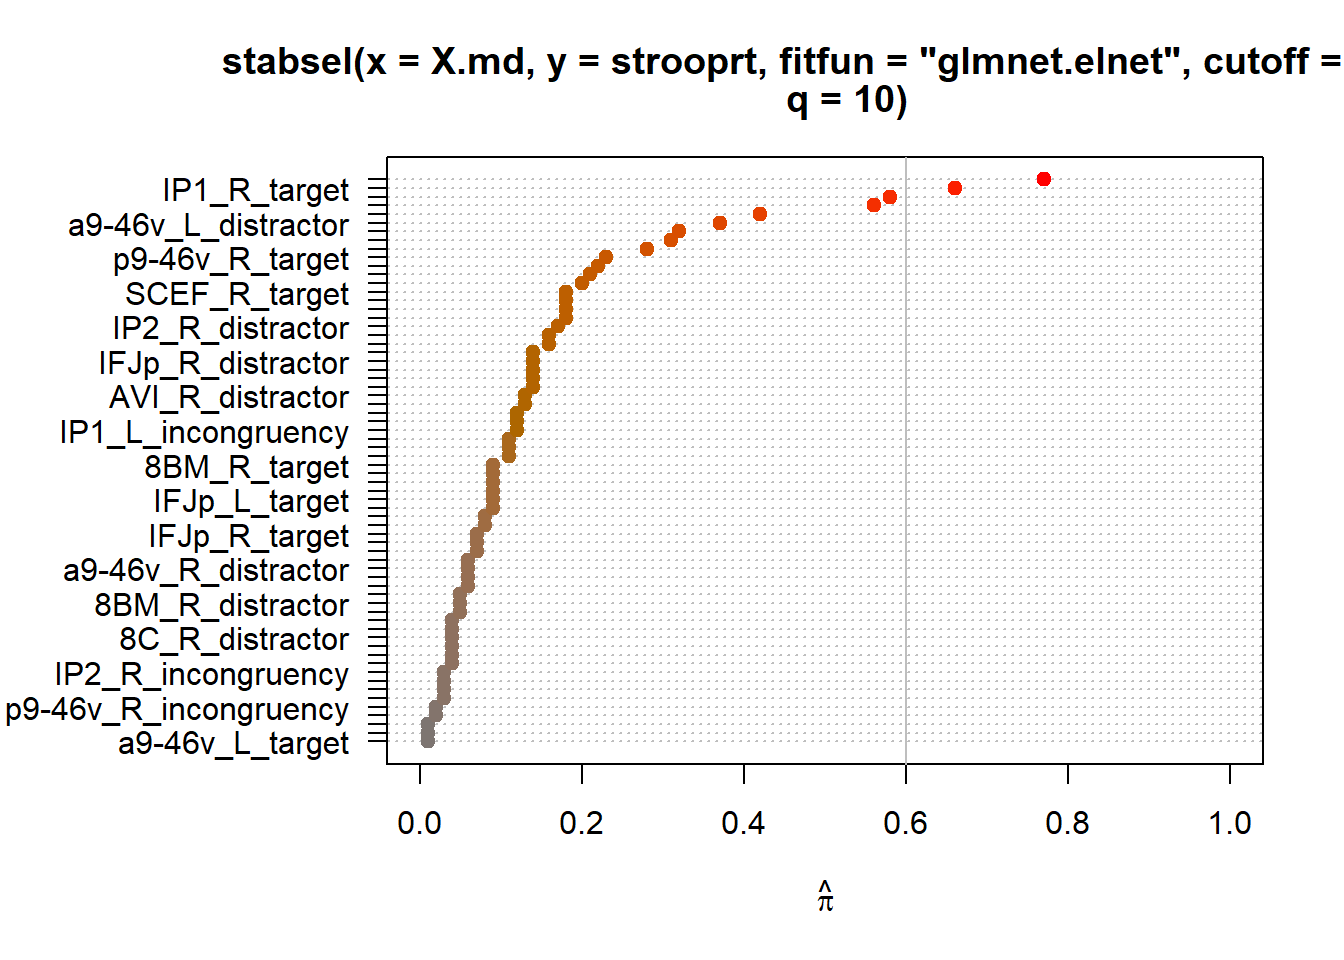 stabsel(x = X.md, y = strooprt, fitfun = "glmnet.elnet", cutoff =
q = 10)
IP1_R_target
a9-46v_L_distractor
p9-46v_R_target
SCEF_R_target
IP2_R_distractor
IFJp_R_distractor
AVI_R_distractor
IP1_L_incongruency
8BM_R_target
IFJp_L_target
IFJp_R_target
a9-46v_R_distractor
8BM_R_distractor
8C_R_distractor
IP2_R_incongruency
p9-46v_R_incongruency
a9-46v_L_target
0.0 0.2 0.4 0.6 0.8 1.0
π̂